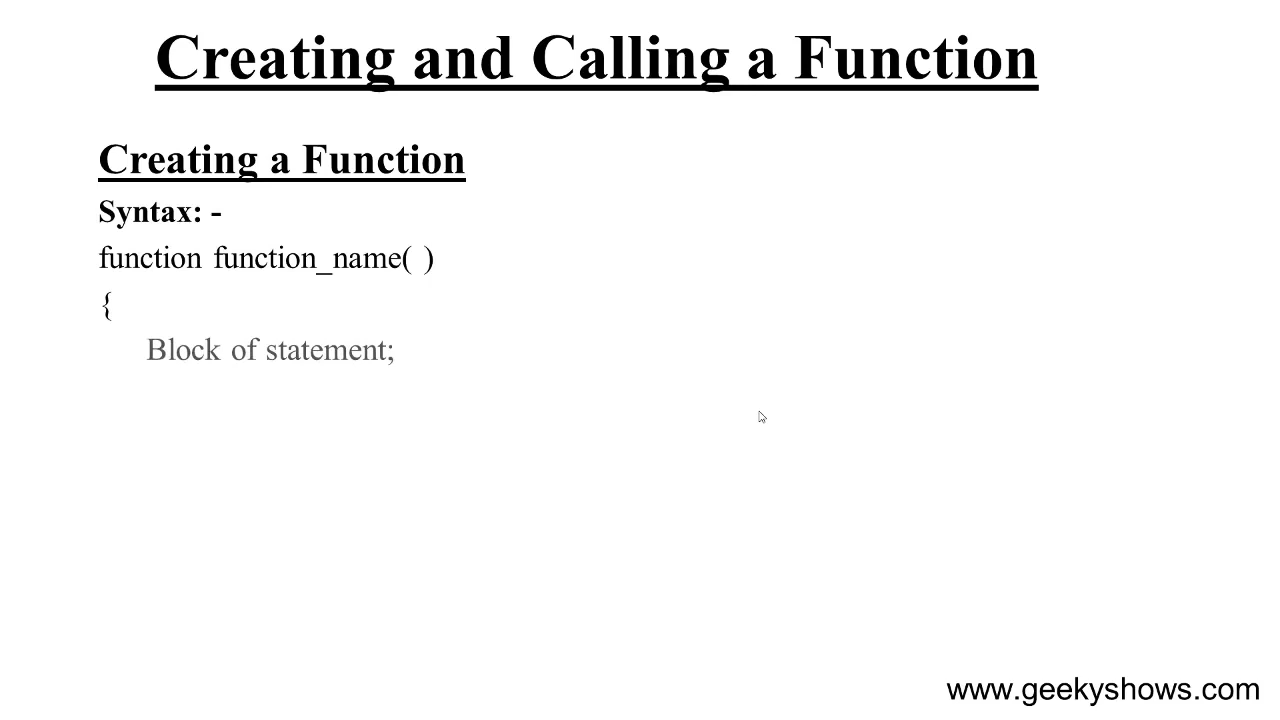 Creating and Calling a Function
Creating a Function
Syntax: -
function function_name( )
{
Block of statement;
www.geekyshows.com